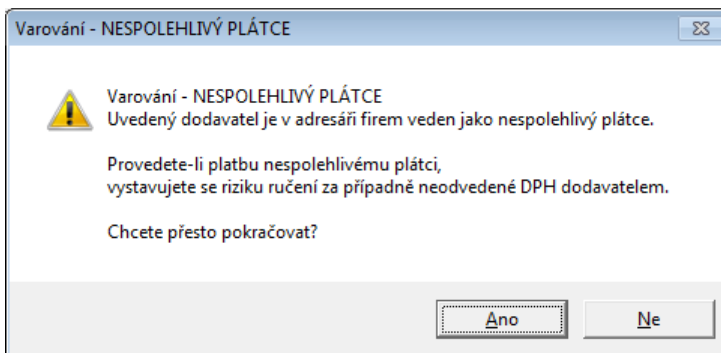 Varování - NESPOLEHLIVÝ PLÁTCE
Varování - NESPOLEHLIVÝ PLÁTCE
Uvedený dodavatel je v adresáři firem veden jako nespolehlivý plátce.
Provedete-li platbu nespolehlivému plátci,
vystavujete se riziku ručení za případně neodvedené DPH dodavatelem.
Chcete přesto pokračovat?
Ano
Ne